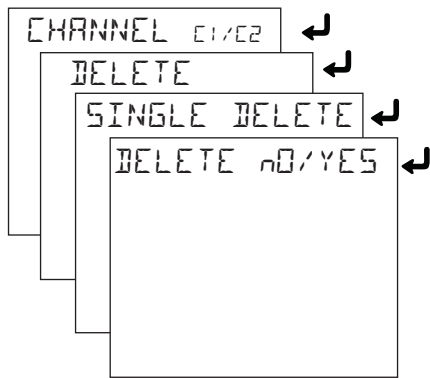 CHANNEL C1/C2
DELETE
SINGLE DELETE
DELETE nO/YES